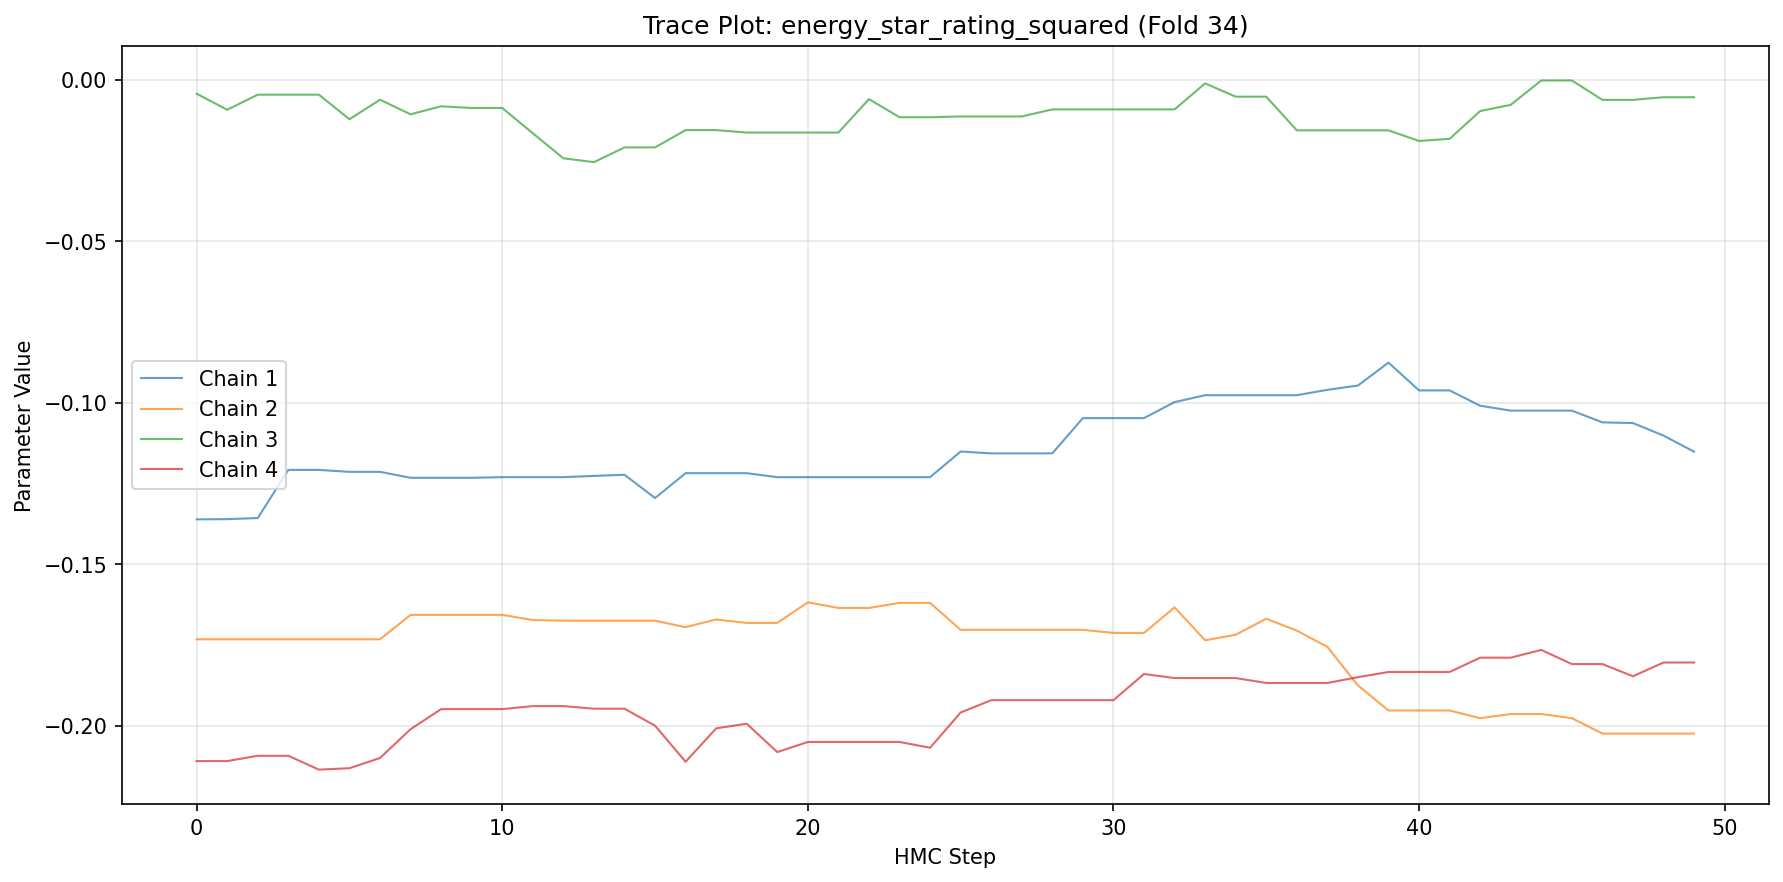 Trace Plot: energy_star_rating_squared (Fold 34)
0.00
−0.05
−0.10
−0.15
−0.20
Parameter Value
Chain 1
Chain 2
Chain 3
Chain 4
0 10 20 30 40 50
HMC Step